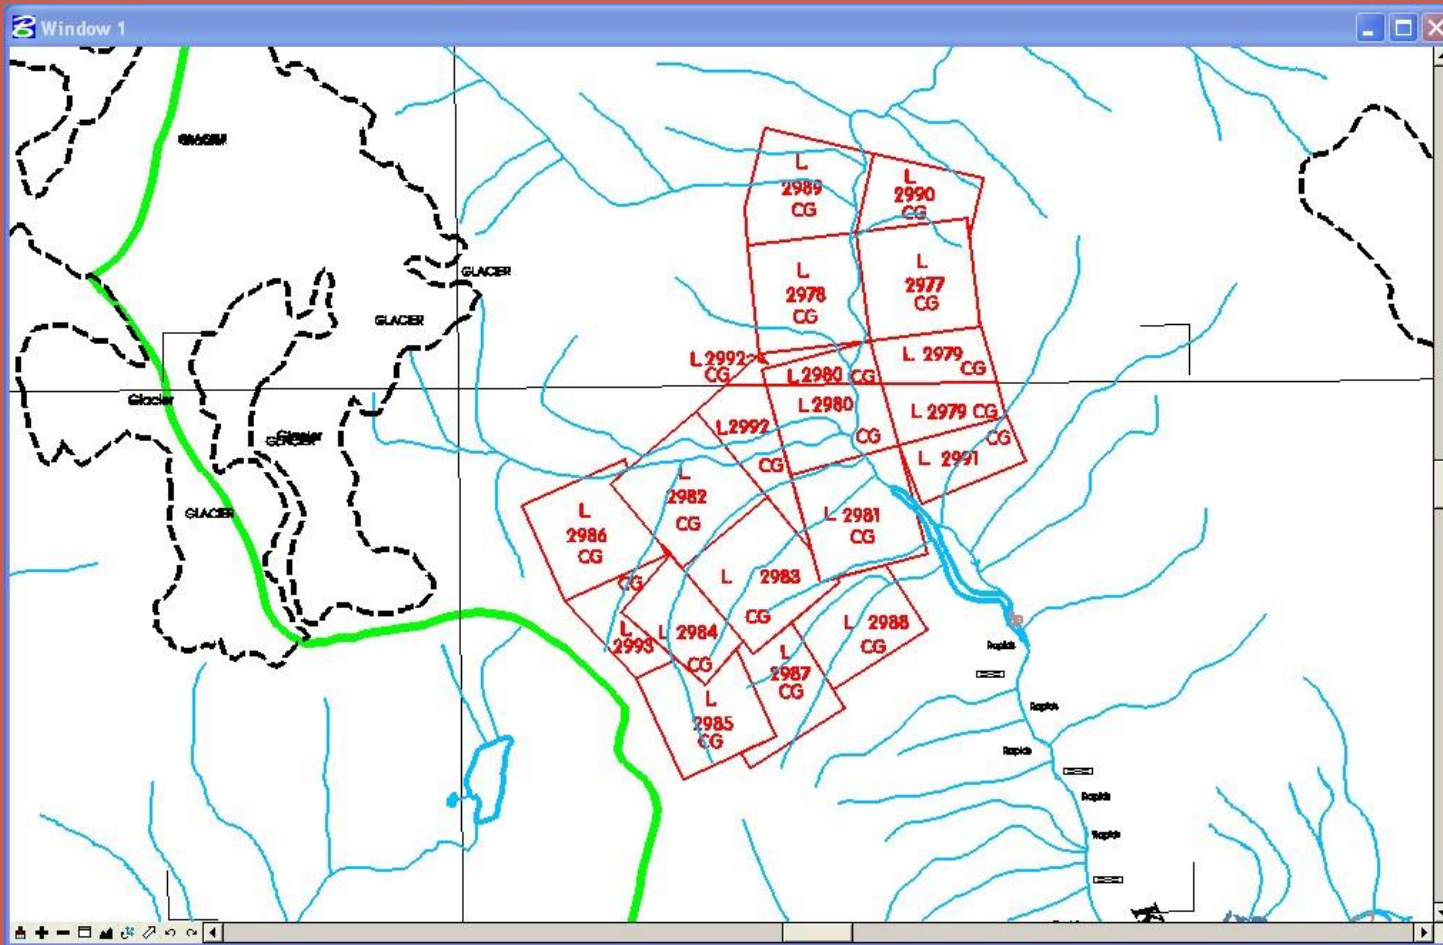 Window 1
GLACIER
GLACIER
GLACIER
Glacier
Glacier
GLACIER
L
2989
CG
L
2990
CG
L
2978
CG
L
2977
CG
L 2992
CG
L 2980 CG
L 2979
CG
L 2980
CG
L 2979 CG
CG
L 2991
L 2992
CG
L
2982
CG
L
2986
CG
L 2981
CG
CG
L 2983
CG
L
2993
L 2984
CG
L 2988
CG
L
2987
CG
L
2985
CG
Rapids
Rapids
Rapids
Rapids
Rapids